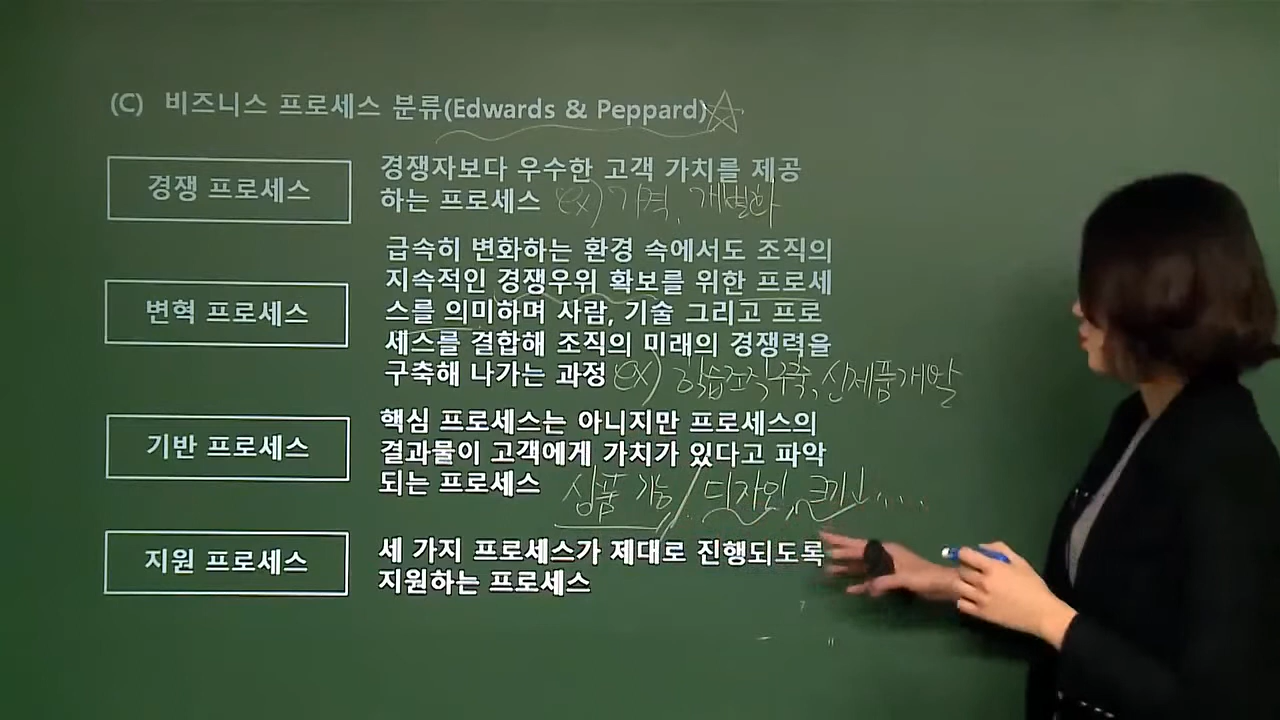 (C) 비즈니스 프로세스 분류(Edwards & Peppard)
경쟁 프로세스
경쟁자보다 우수한 고객 가치를 제공
하는 프로세스 ex) 가격, 개별화
변혁 프로세스
급속히 변화하는 환경 속에서도 조직의
지속적인 경쟁우위 확보를 위한 프로세
스를 의미하며 사람, 기술 그리고 프로
세스를 결합해 조직의 미래의 경쟁력을
구축해 나가는 과정 ex) 학습조직구축, 신제품개발
기반 프로세스
핵심 프로세스는 아니지만 프로세스의
결과물이 고객에게 가치가 있다고 파악
되는 프로세스 상품 기능 / 디자인, 크기
지원 프로세스
세 가지 프로세스가 제대로 진행되도록
지원하는 프로세스